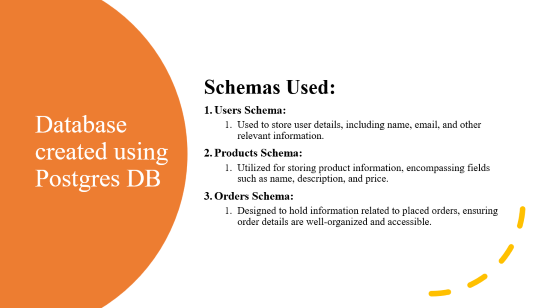 Database
created using
Postgres DB
Schemas Used:
1. Users Schema:
1. Used to store user details, including name, email, and other
relevant information.
2. Products Schema:
1. Utilized for storing product information, encompassing fields
such as name, description, and price.
3. Orders Schema:
1. Designed to hold information related to placed orders, ensuring
order details are well-organized and accessible.